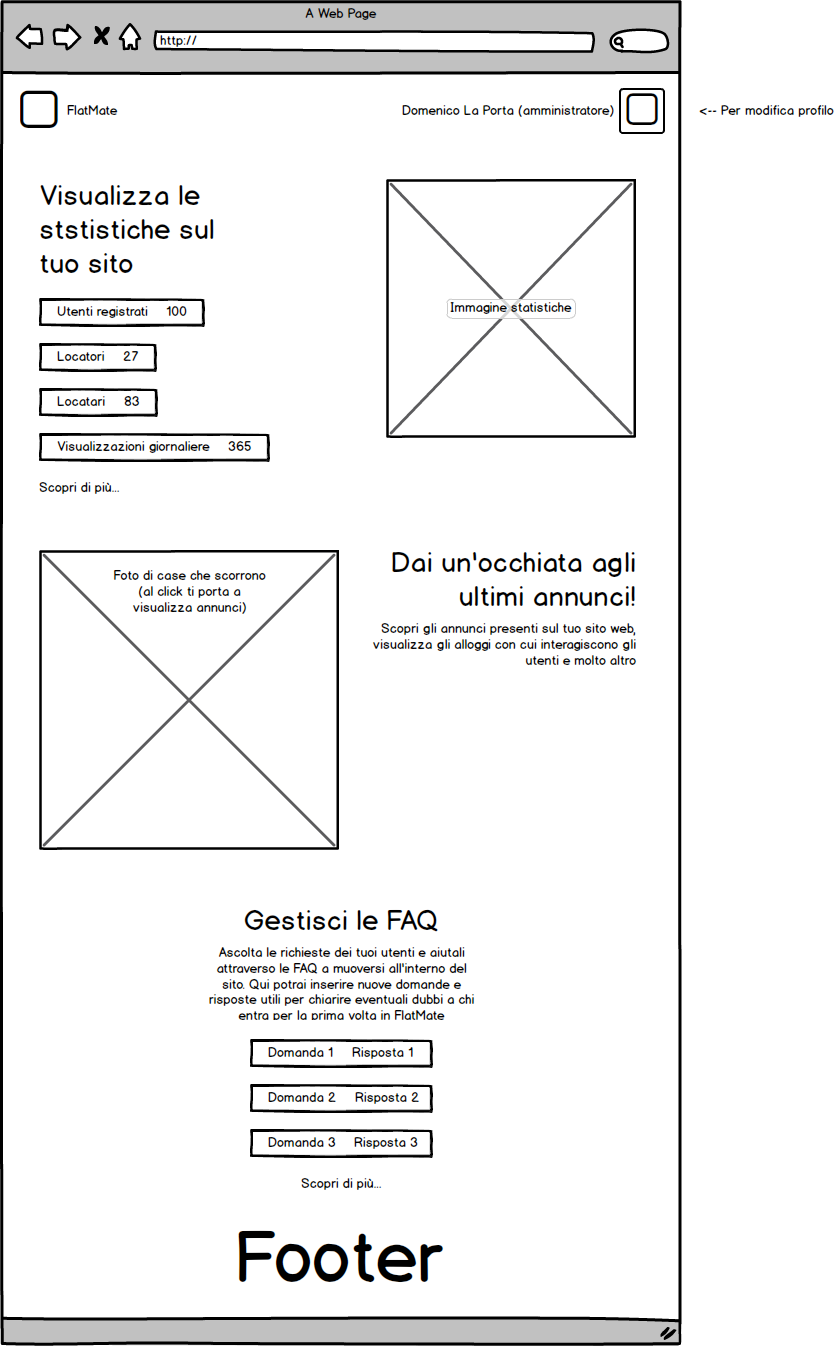 A Web Page
http://
FlatMate
Domenico La Porta (amministratore)
<-- Per modifica profilo
Visualizza le
ststistiche sul
tuo sito
Immagine statistiche
Utenti registrati 100
Locatori 27
Locatari 83
Visualizzazioni giornaliere 365
Scopri di più...
Foto di case che scorrono
(al click ti porta a
visualizza annunci)
Dai un'occhiata agli
ultimi annunci!
Scopri gli annunci presenti sul tuo sito web,
visualizza gli alloggi con cui interagiscono gli
utenti e molto altro
Gestisci le FAQ
Ascolta le richieste dei tuoi utenti e aiutali
attraverso le FAQ a muoversi all'interno del
sito. Qui potrai inserire nuove domande e
risposte utili per chiarire eventuali dubbi a chi
entra per la prima volta in FlatMate
Domanda 1 Risposta 1
Domanda 2 Risposta 2
Domanda 3 Risposta 3
Scopri di più...
Footer